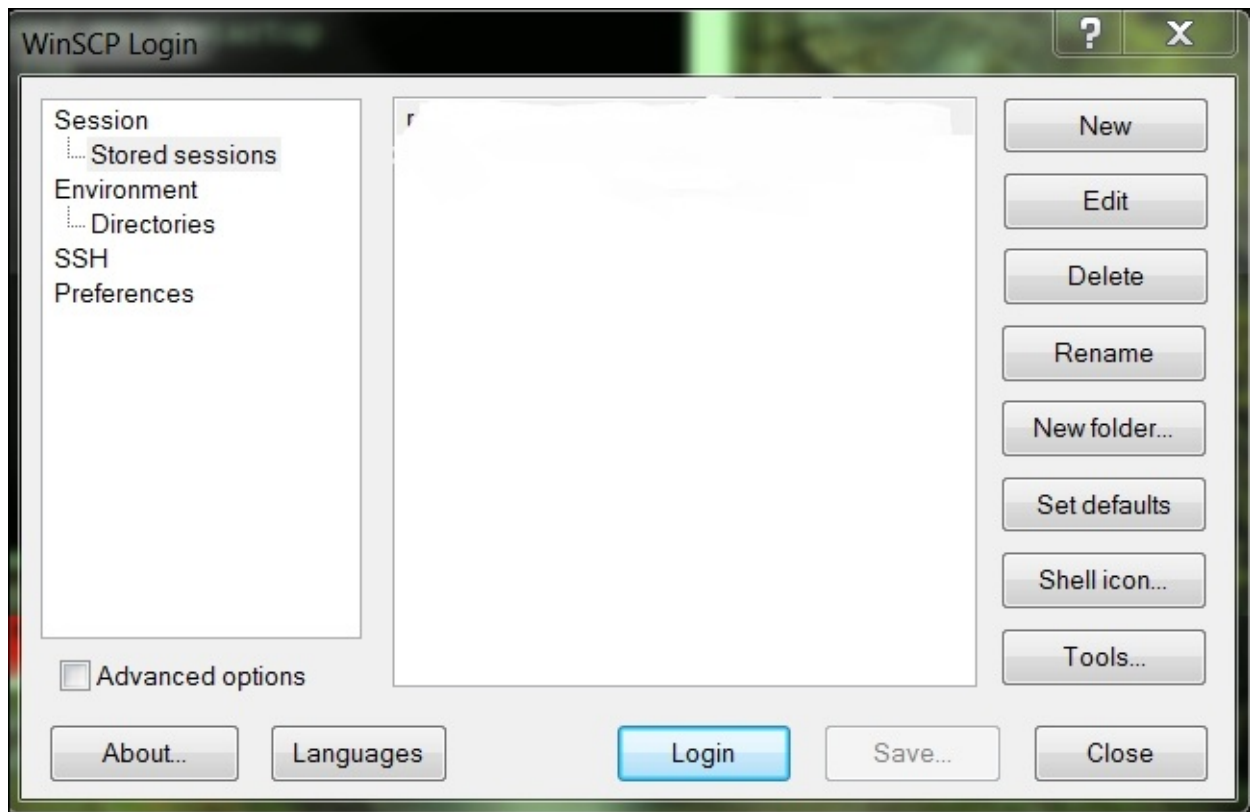 WinSCP Login
?
X
Session
Stored sessions
Environment
Directories
SSH
Preferences
Advanced options
r
New
Edit
Delete
Rename
New folder...
Set defaults
Shell icon...
Tools...
About...
Languages
Login
Save...
Close